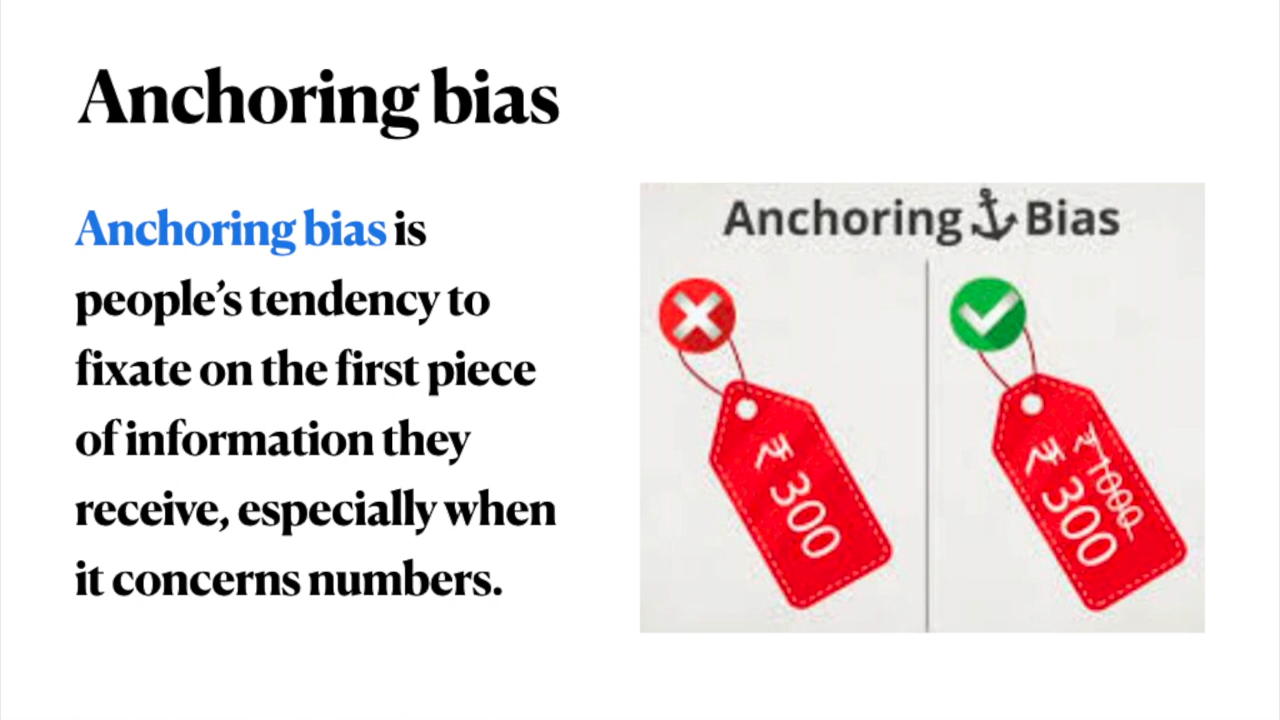 Anchoring bias
Anchoring bias is
people’s tendency to
fixate on the first piece
of information they
receive, especially when
it concerns numbers.
Anchoring Bias
₹ 300
₹ 1000
₹ 300